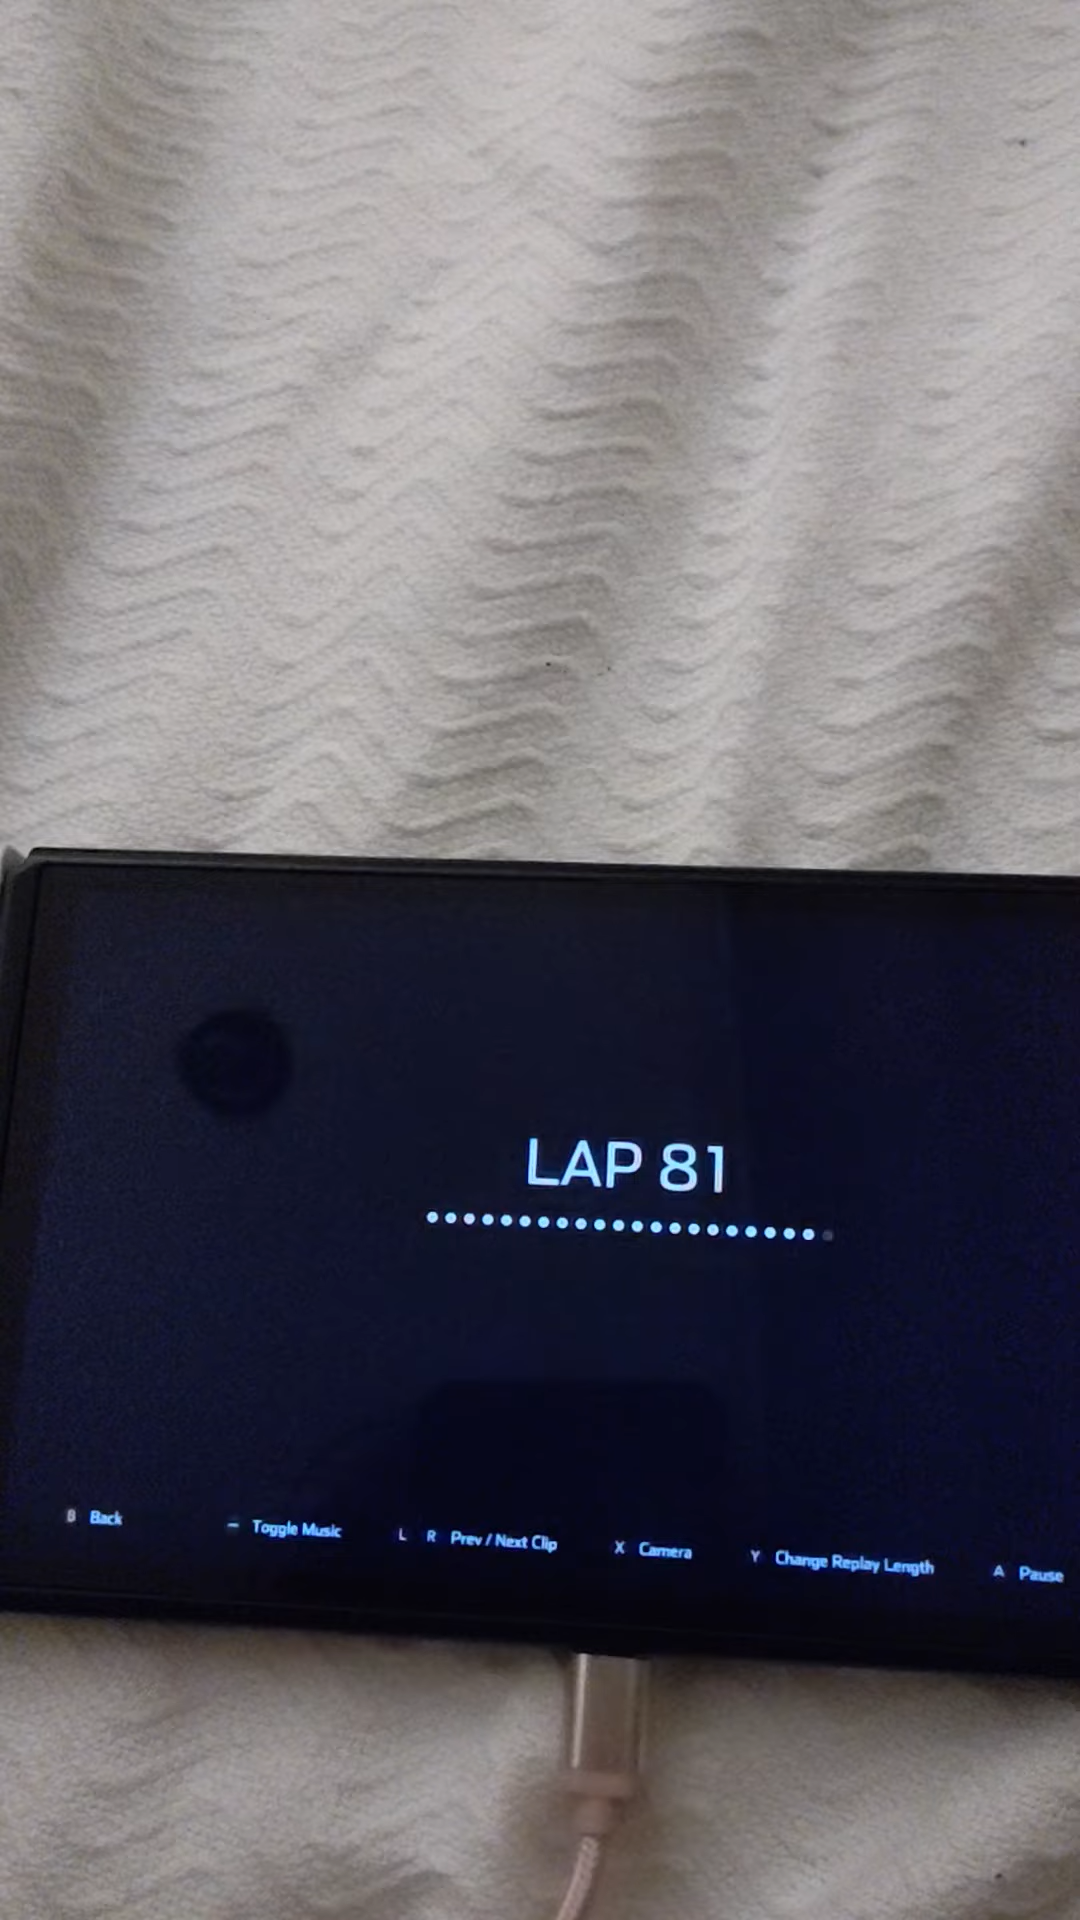 LAP 81
B Back – Toggle Music L R Prev / Next Clip X Camera Y Change Replay Length A Pause